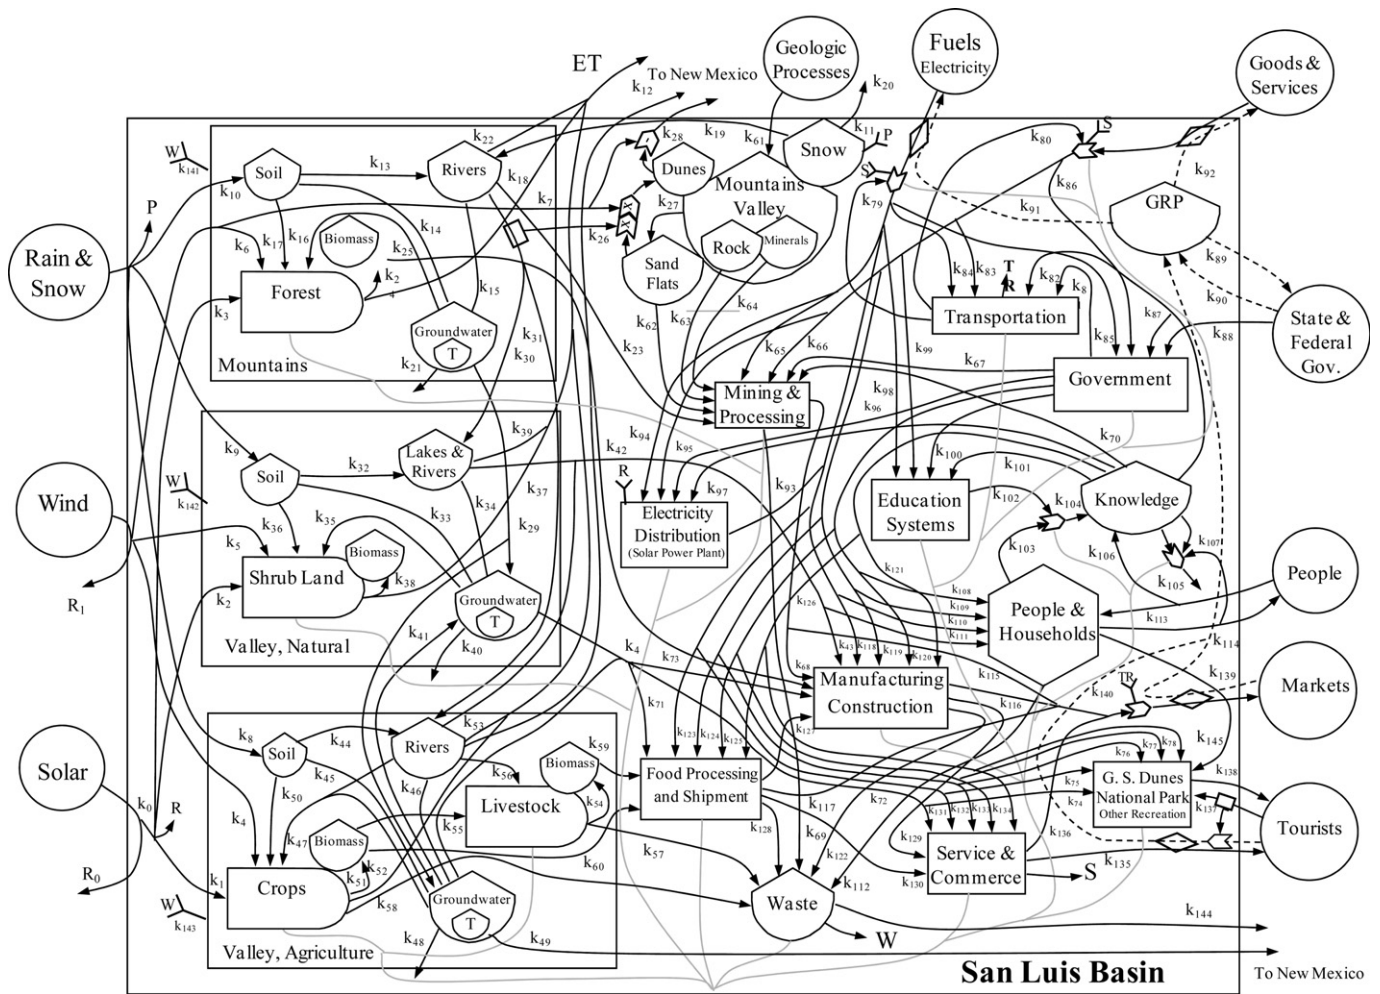 Geologic
Processes
Fuels
Electricity
Goods &
Services
ET
To New Mexico
k12
k20
k11
P
S
k80
S
k92
W
k141
k10
Soil
k13
k22
Rivers
k18
k28
k19
k61
Snow
Dunes
Mountains
Valley
k79
k86
GRP
k91
k89
k90
P
k6
k17
k16
Biomass
k14
k25
k7
k26
k27
Sand
Flats
Rock
Minerals
k84
k83
T
R
k82
k8
k87
k88
Rain &
Snow
State &
Federal
Gov.
Forest
k2
4
k3
k15
Groundwater
T
k21
k31
k30
k23
k62
k63
k64
k65
k66
k99
Transportation
k85
k67
Government
Mountains
Mining &
Processing
k98
k96
k70
k9
k39
k42
k94
k95
W
k142
Soil
k32
Lakes &
Rivers
R
k97
k93
k100
k101
k102
k104
Knowledge
k107
Wind
k36
k35
k33
k34
k37
k29
Electricity
Distribution
(Solar Power Plant)
Education
Systems
k103
k106
k105
k5
Shrub Land
Biomass
k38
R1
k2
Groundwater
T
k121
k108
k109
k110
k111
People &
Households
People
k113
k126
k41
k40
k4
k73
Valley, Natural
k43
k118
k119
k120
k68
k115
k114
k139
k140
TR
Manufacturing
Construction
k116
Markets
k8
k44
Rivers
k53
k71
k123
k124
k125
k127
k76
k77
k78
k145
Soil
k45
k50
k46
k56
Biomass
k59
Solar
Livestock
k54
k55
Food Processing
and Shipment
k75
k74
G. S. Dunes
National Park
Other Recreation
k138
k137
Tourists
k0
R
k4
k47
Biomass
k52
k51
k60
k57
k128
k117
k69
k72
k131
k132
k133
k134
k129
k136
k135
R0
k1
Crops
k58
Groundwater
T
k122
k112
k130
Service &
Commerce
S
W
k143
k48
k49
Waste
W
k144
Valley, Agriculture
San Luis Basin
To New Mexico